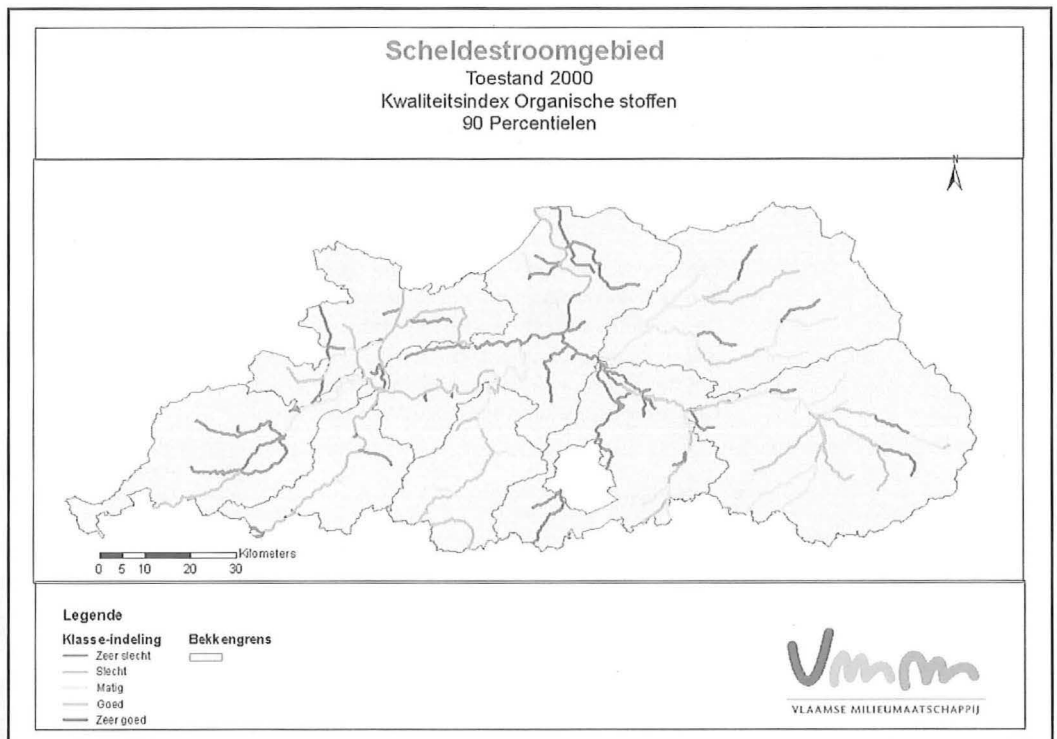 Scheldestroomgebied
Toestand 2000
Kwaliteitsindex Organische stoffen
90 Percentielen
N
Kilometers
0 5 10 20 30
Legende
Klasse-indeling Bekkengrens
Zeer slecht
Slecht
Matig
Goed
Zeer goed
Vmm
VLAAMSE MILIEUMAATSCHAPPIJ